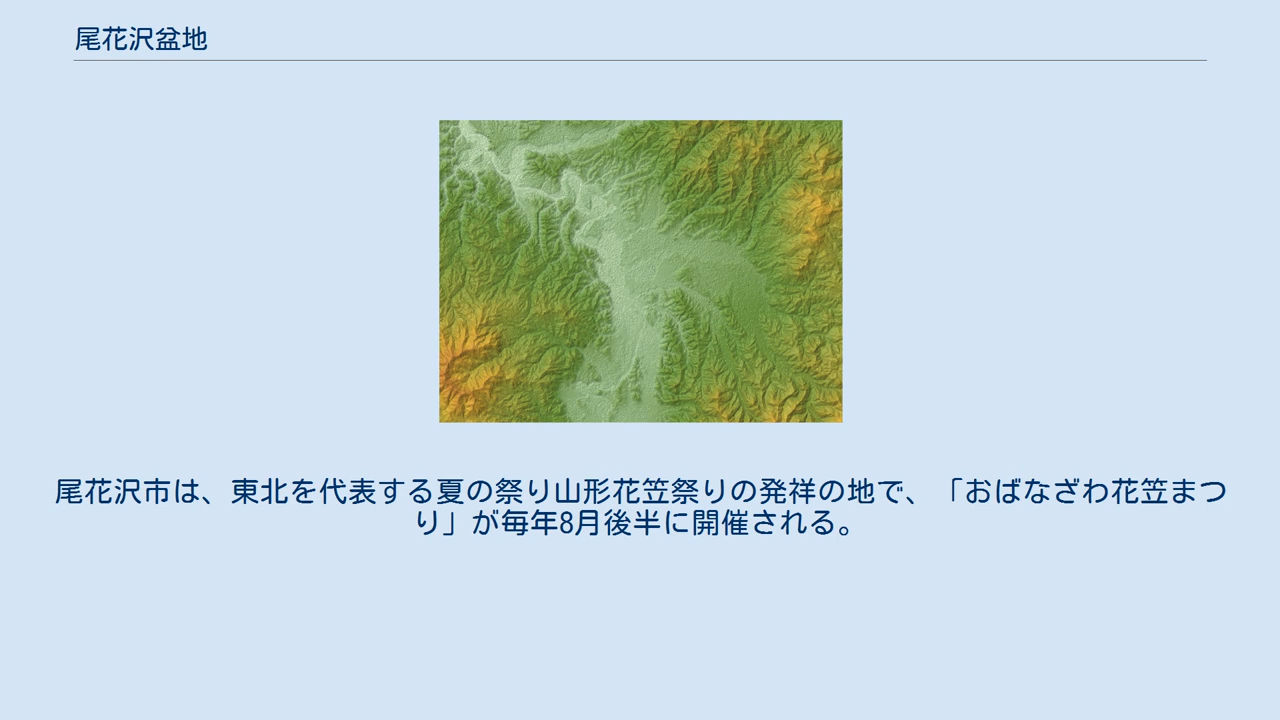 尾花沢盆地
尾花沢市は、東北を代表する夏の祭り山形花笠祭りの発祥の地で、「おばなざわ花笠まつ
り」が毎年8月後半に開催される。